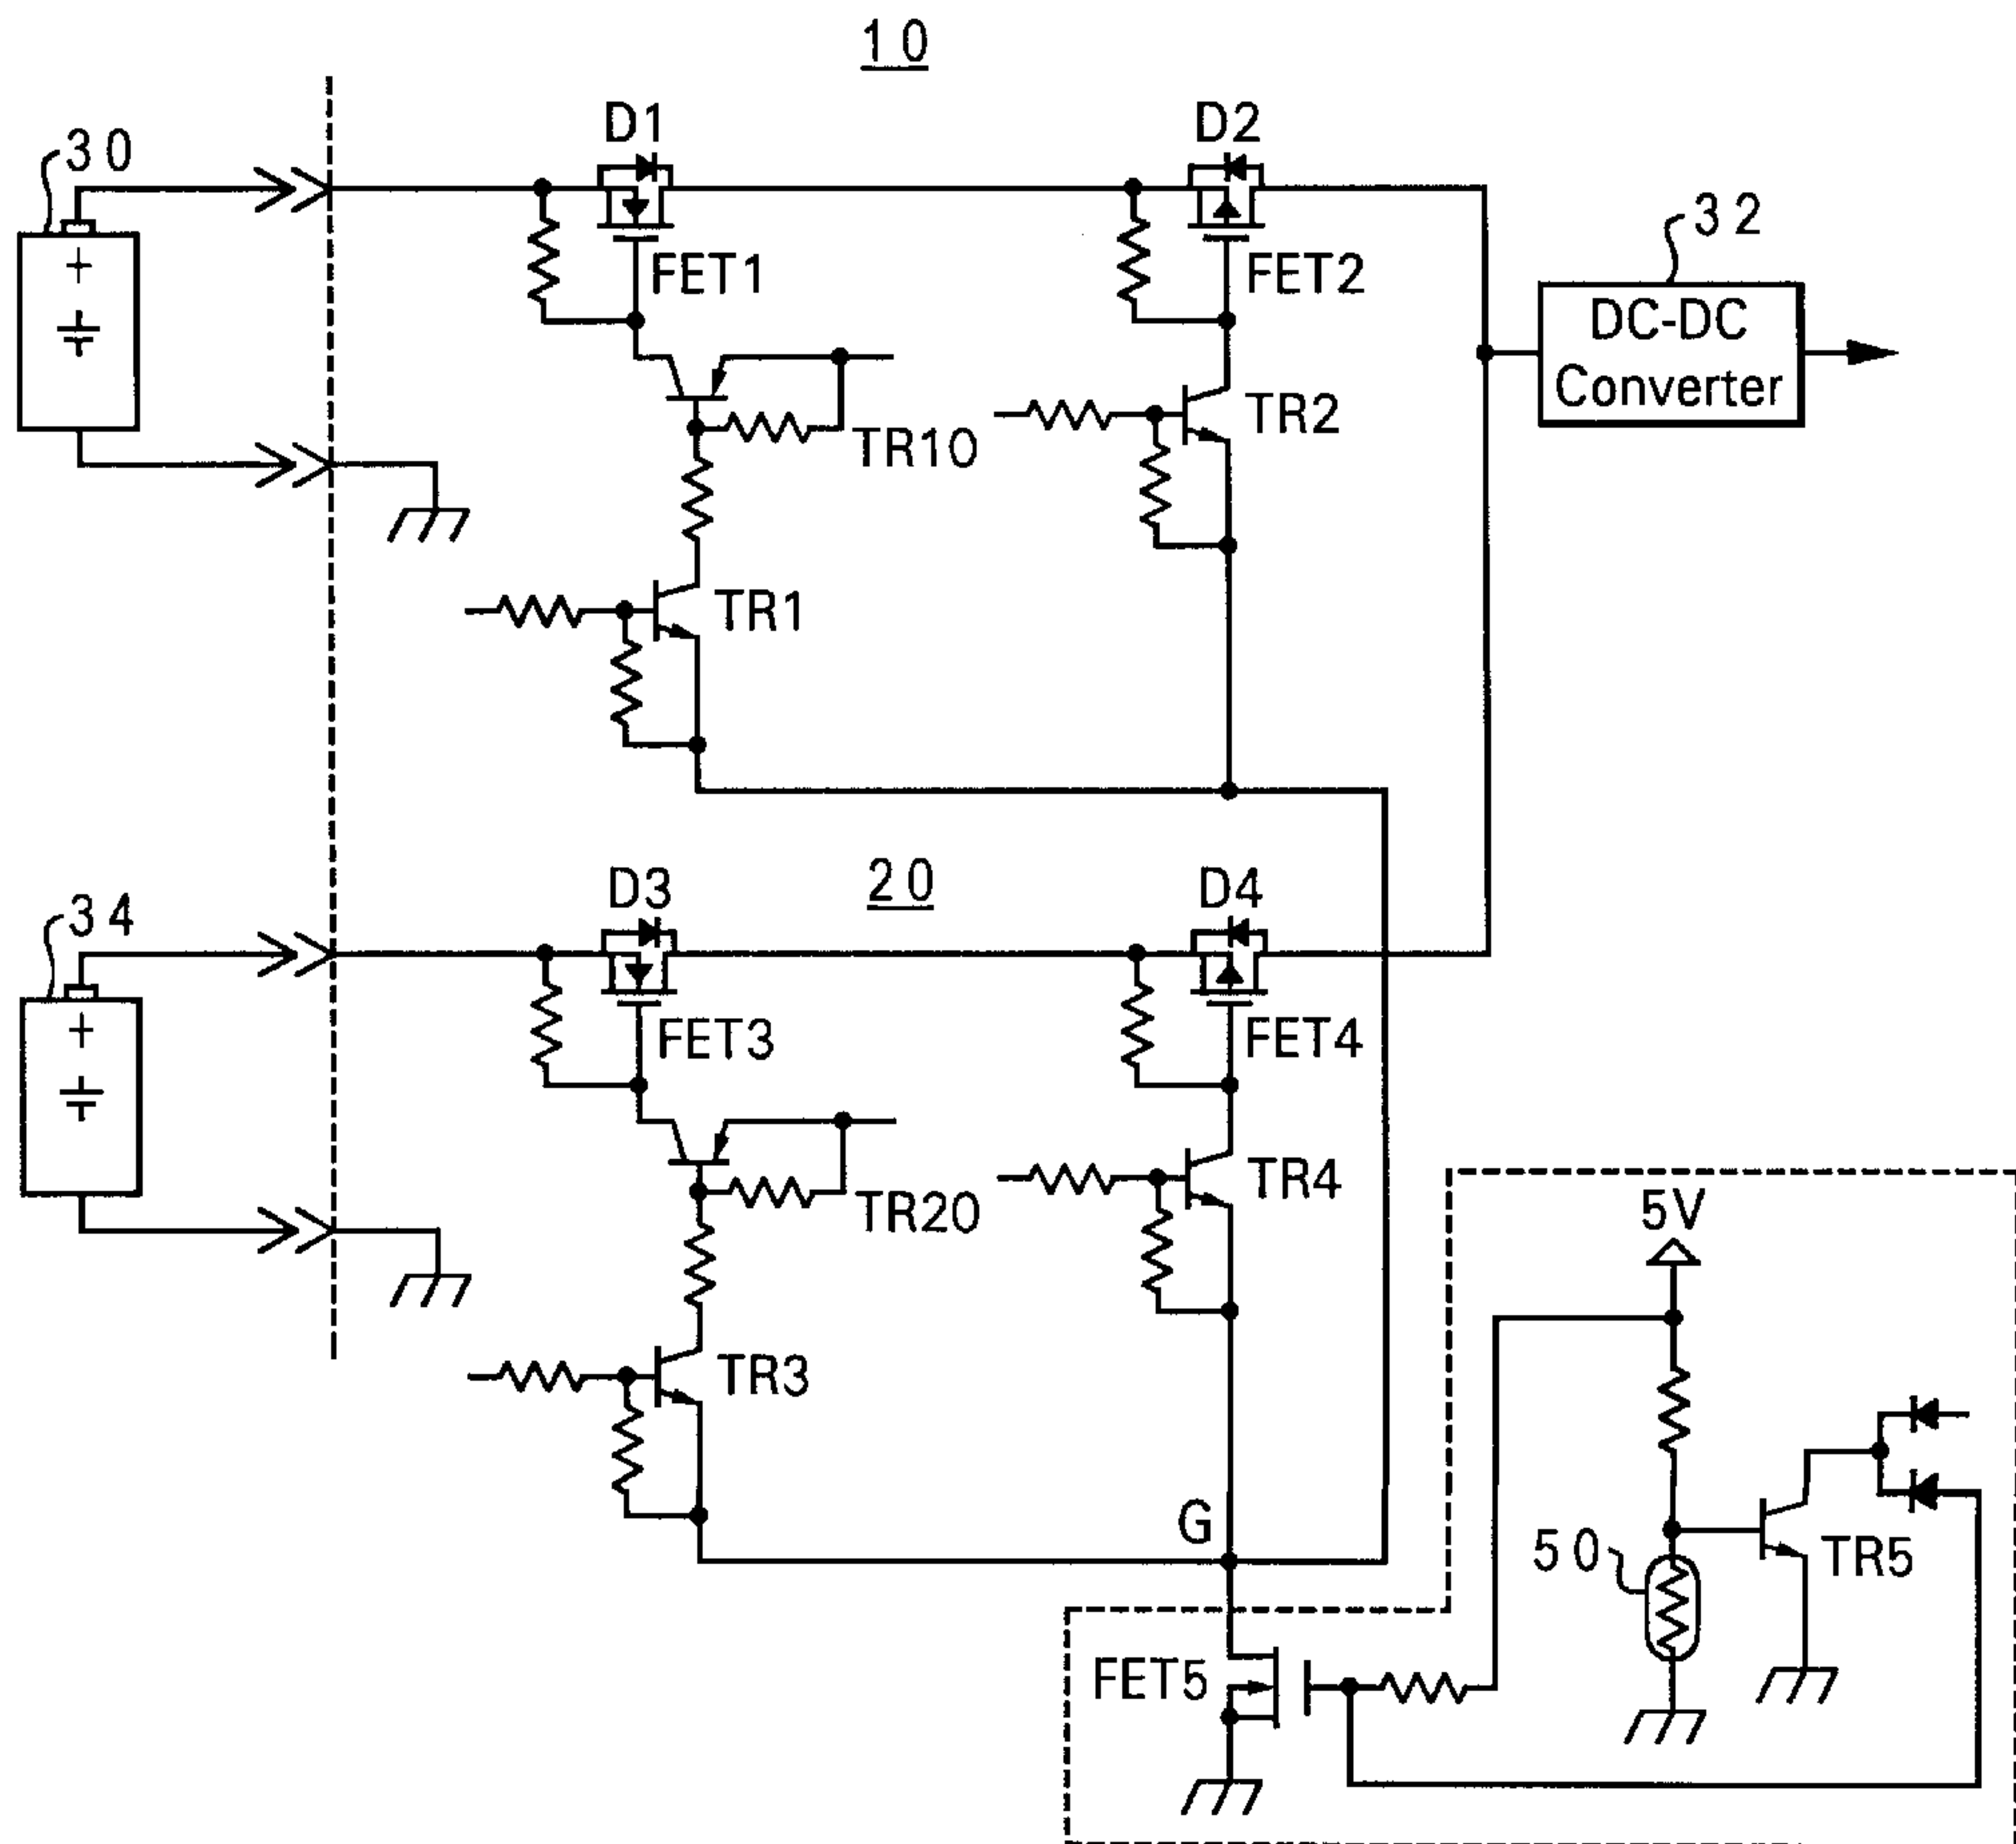 10
30
D1
D2
32
+
FET1
FET2
DC-DC
Converter
TR10
TR2
TR1
20
34
D3
D4
+
FET3
FET4
TR20
TR4
5V
TR3
G
50
TR5
FET5